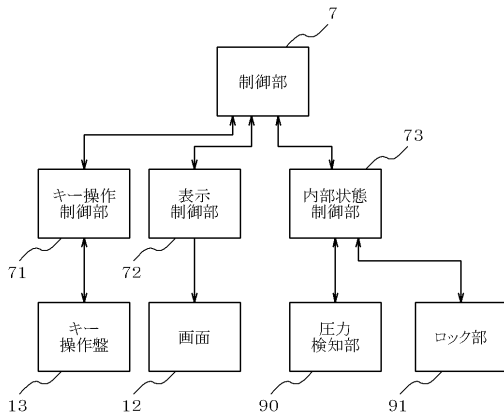 7
制御部
73
キー操作
制御部
表示
制御部
内部状態
制御部
71
72
キー
操作盤
画面
圧力
検知部
ロック部
13
12
90
91